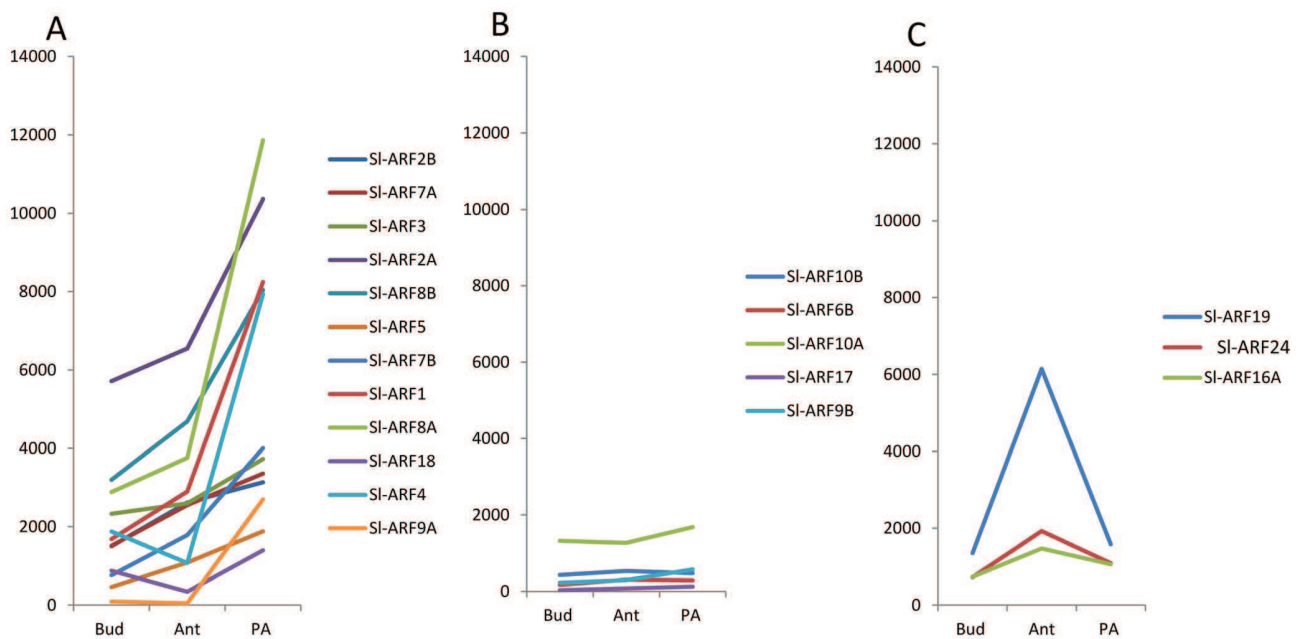 A
14000
12000
10000
8000
6000
4000
2000
0
Bud Ant PA
Sl-ARF2B
Sl-ARF7A
Sl-ARF3
Sl-ARF2A
Sl-ARF8B
Sl-ARF5
Sl-ARF7B
Sl-ARF1
Sl-ARF8A
Sl-ARF18
Sl-ARF4
Sl-ARF9A
B
14000
12000
10000
8000
6000
4000
2000
0
Bud Ant PA
Sl-ARF10B
Sl-ARF6B
Sl-ARF10A
Sl-ARF17
Sl-ARF9B
C
14000
12000
10000
8000
6000
4000
2000
0
Bud Ant PA
Sl-ARF19
Sl-ARF24
Sl-ARF16A